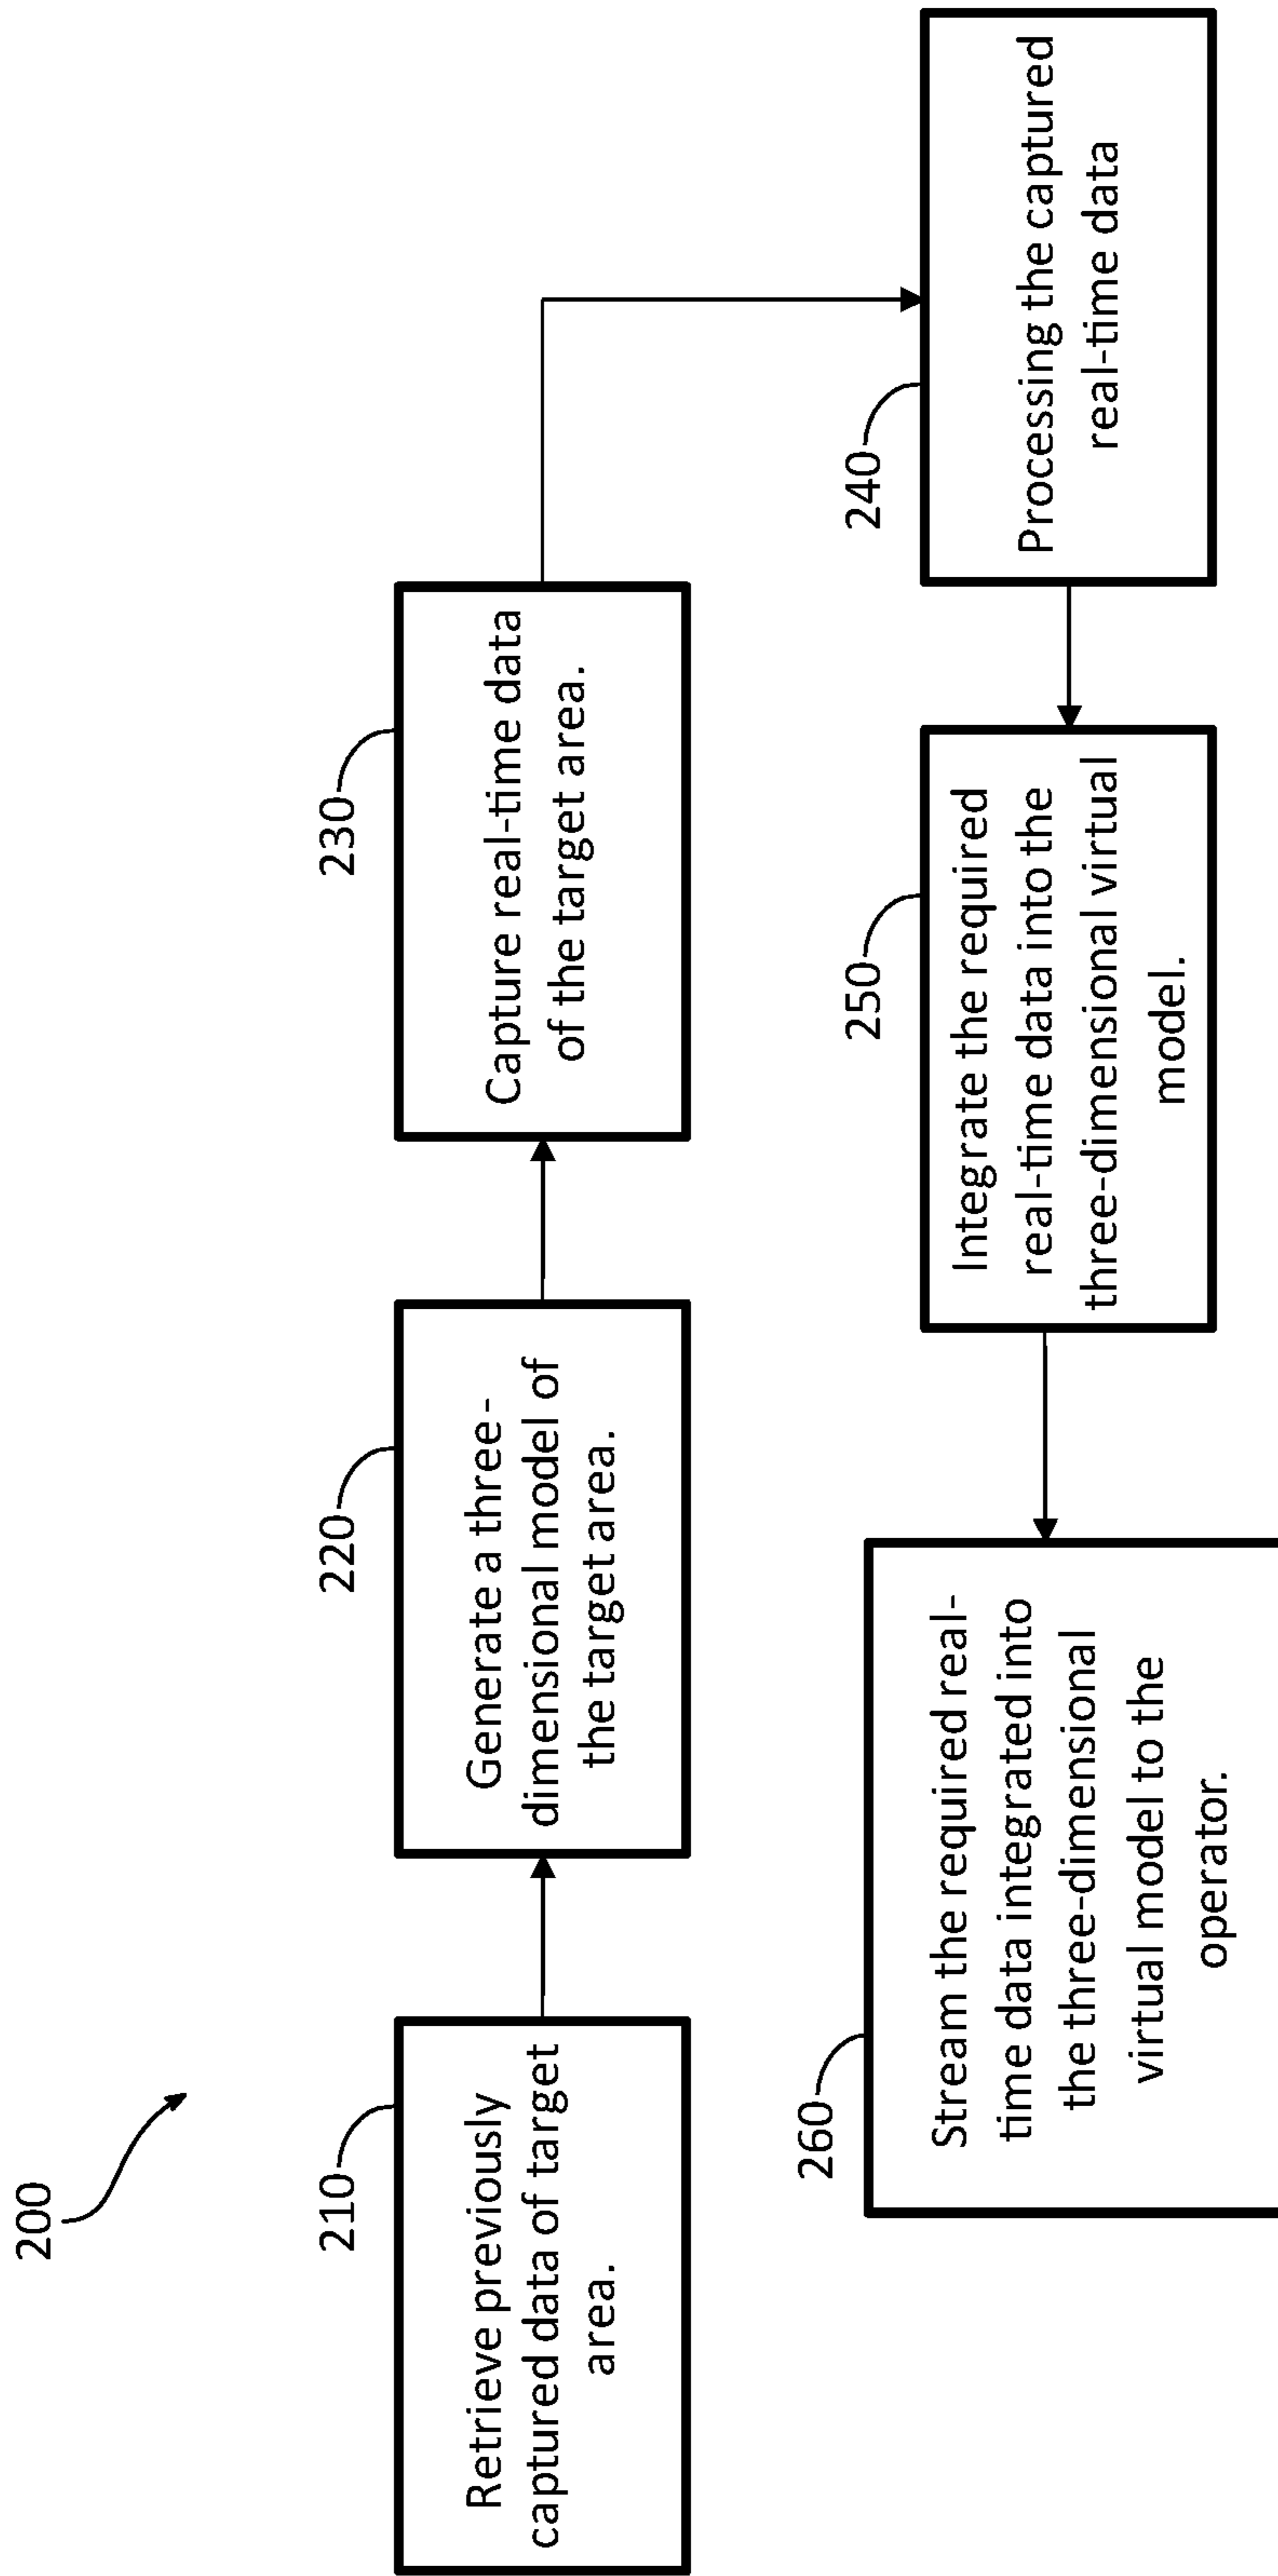 200
210
Retrieve previously
captured data of target
area.
220
Generate a three-
dimensional model of
the target area.
230
Capture real-time data
of the target area.
240
Processing the captured
real-time data
250
Integrate the required
real-time data into the
three-dimensional virtual
model.
260
Stream the required real-
time data integrated into
the three-dimensional
virtual model to the
operator.